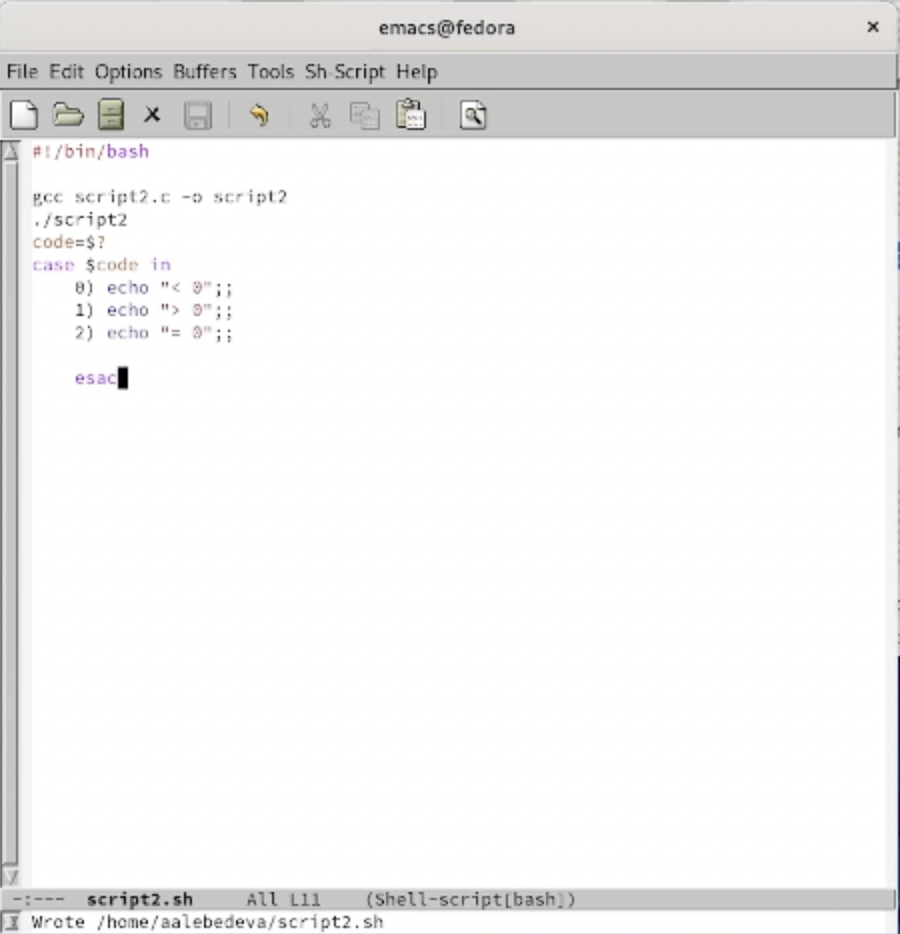 emacs@fedora ×
File Edit Options Buffers Tools Sh-Script Help
#!/bin/bash
gcc script2.c -o script2
./script2
code=$?
case $code in
    0) echo "< 0";;
    1) echo "> 0";;
    2) echo "= 0";;
    esac
-:---  script2.sh     All L11    (Shell-script[bash])
Wrote /home/aalebedeva/script2.sh